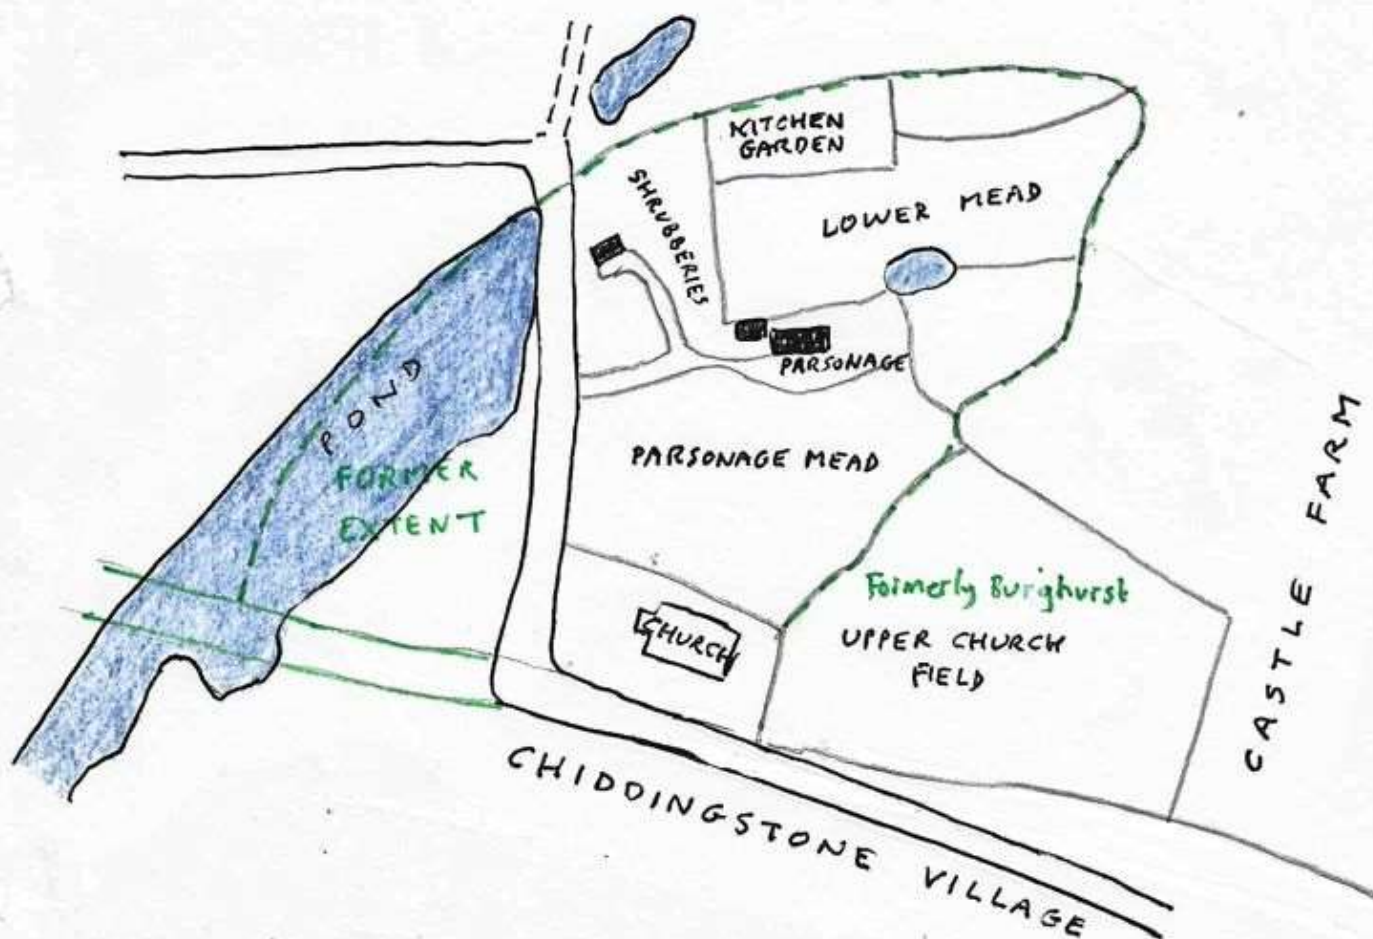 KITCHEN
GARDEN
SHRUBBERIES
LOWER MEAD
PARSONAGE
POND
PARSONAGE MEAD
FORMER
EXTENT
Formerly Burghurst
CHURCH
UPPER CHURCH
FIELD
CASTLE FARM
CHIDDINGSTONE VILLAGE